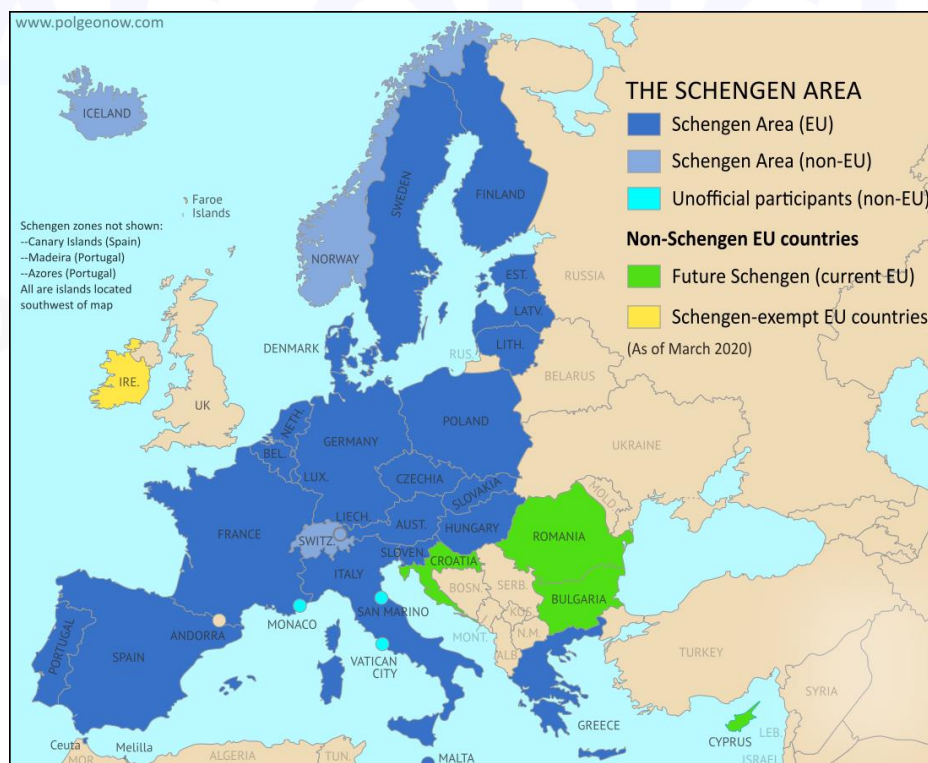 www.polgeonow.com
THE SCHENGEN AREA
Schengen Area (EU)
Schengen Area (non-EU)
Unofficial participants (non-EU)
Non-Schengen EU countries
Future Schengen (current EU)
Schengen-exempt EU countries
(As of March 2020)
ICELAND
Faroe
Islands
Schengen zones not shown:
--Canary Islands (Spain)
--Madeira (Portugal)
--Azores (Portugal)
All are islands located
southwest of map
SWEDEN
FINLAND
NORWAY
RUSSIA
EST.
LATV.
LITH.
DENMARK
RUS.
BELARUS
IRE.
UK
NETH.
POLAND
GERMANY
BEL.
UKRAINE
LUX.
CZECHIA
SLOVAKIA
MOLD.
LIECH.
AUST.
HUNGARY
FRANCE
SWITZ.
ROMANIA
SLOVEN.
CROATIA
ITALY
BOSN.
SERB.
BULGARIA
SAN MARINO
KOS.
MONACO
ANDORRA
MONT.
N.M.
PORTUGAL
SPAIN
VATICAN
CITY
ALB.
TURKEY
SYRIA
GREECE
LEB.
CYPRUS
Ceuta
Melilla
MOR.
ALGERIA
TUN.
MALTA
ISRAEL